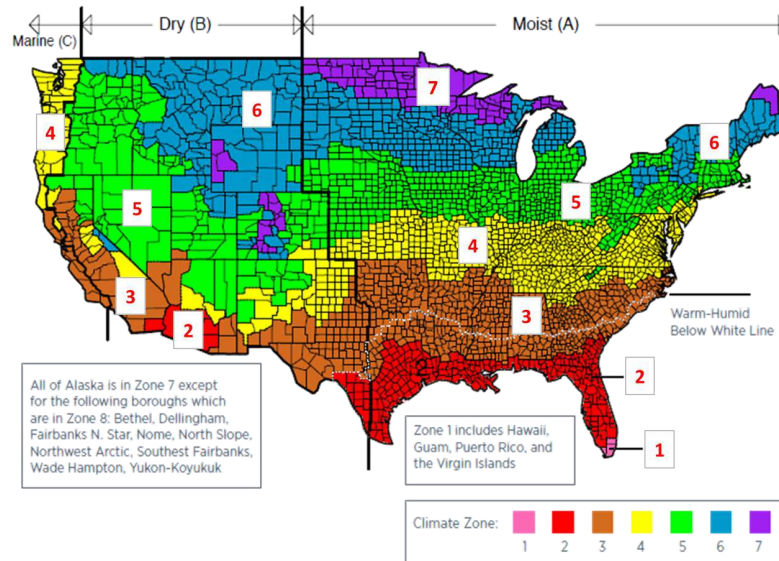 Dry (B)
Moist (A)
Marine (C)
7
6
4
6
5
5
4
3
3
2
Warm-Humid
Below White Line
2
1
All of Alaska is in Zone 7 except
for the following boroughs which
are in Zone 8: Bethel, Dellingham,
Fairbanks N. Star, Nome, North Slope,
Northwest Arctic, Southest Fairbanks,
Wade Hampton, Yukon-Koyukuk
Zone 1 includes Hawaii,
Guam, Puerto Rico, and
the Virgin Islands
Climate Zone:
1 2 3 4 5 6 7